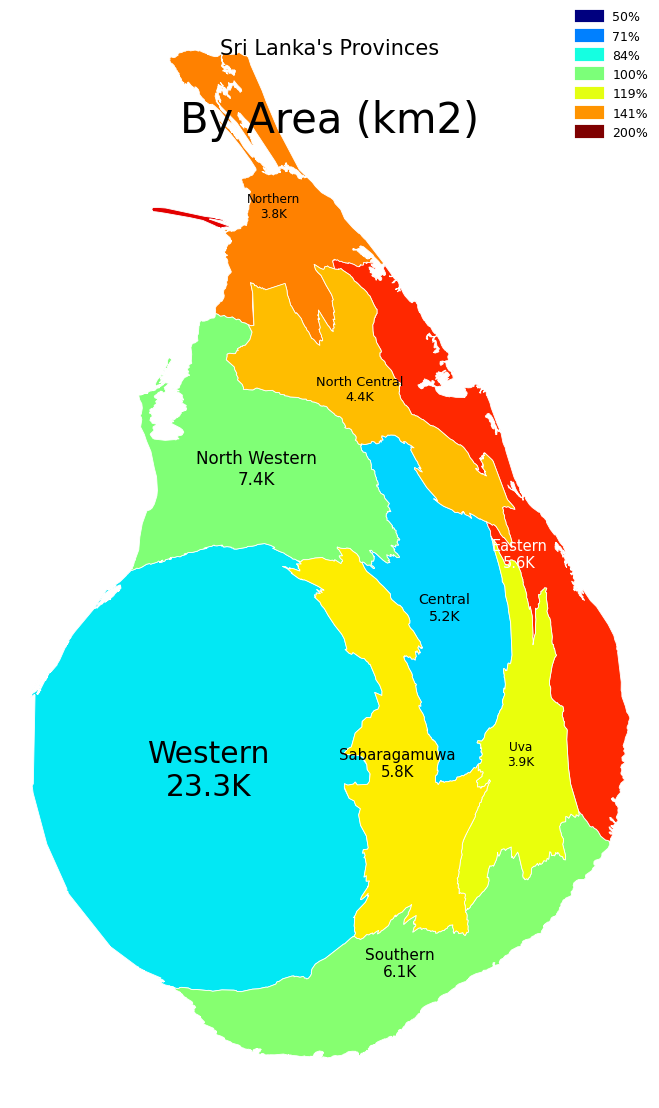 Sri Lanka's Provinces
By Area (km2)
50%
71%
84%
100%
119%
141%
200%
Northern
3.8K
North Central
4.4K
North Western
7.4K
Eastern
5.6K
Central
5.2K
Western
23.3K
Sabaragamuwa
5.8K
Uva
3.9K
Southern
6.1K